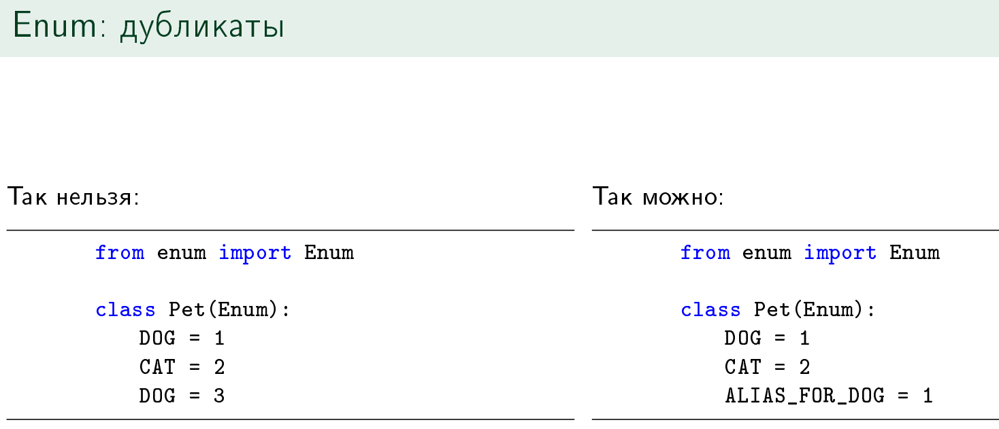 Enum: дубликаты
Так нельзя:
from enum import Enum
class Pet(Enum):
DOG = 1
CAT = 2
DOG = 3
Так можно:
from enum import Enum
class Pet(Enum):
DOG = 1
CAT = 2
ALIAS_FOR_DOG = 1